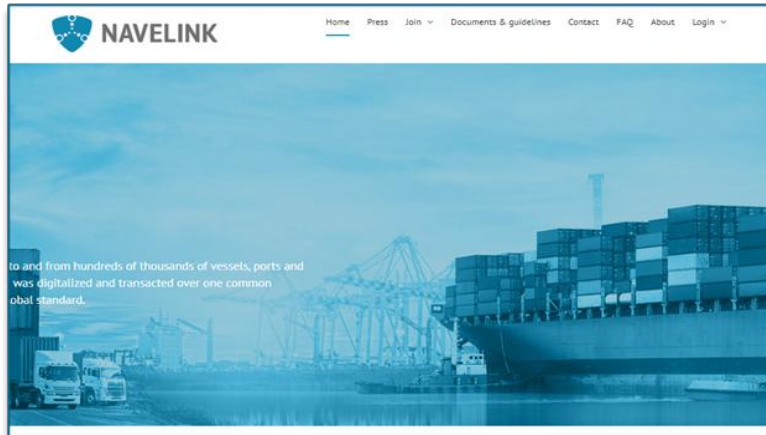 NAVELINK
Home Press Join Documents & guidelines Contact FAQ About Login
to and from hundreds of thousands of vessels, ports and
was digitalized and transacted over one common
obal standard.